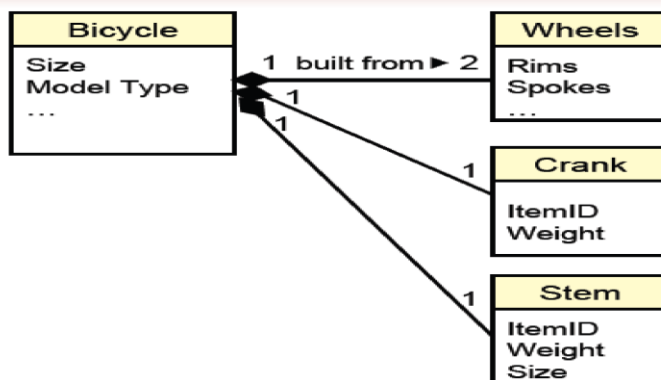 Bicycle
Size
Model Type
...
1 built from ► 2
1
1
Wheels
Rims
Spokes
...
1
Crank
ItemID
Weight
1
Stem
ItemID
Weight
Size